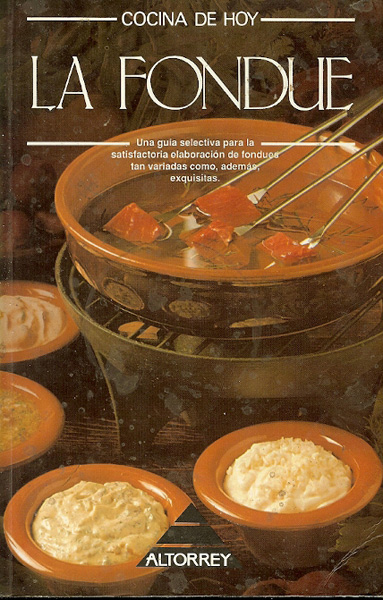 COCINA DE HOY
LA FONDUE
Una guía selectiva para la
satisfactoria elaboración de fondues
tan variadas como, además,
exquisitas.
ALTORREY